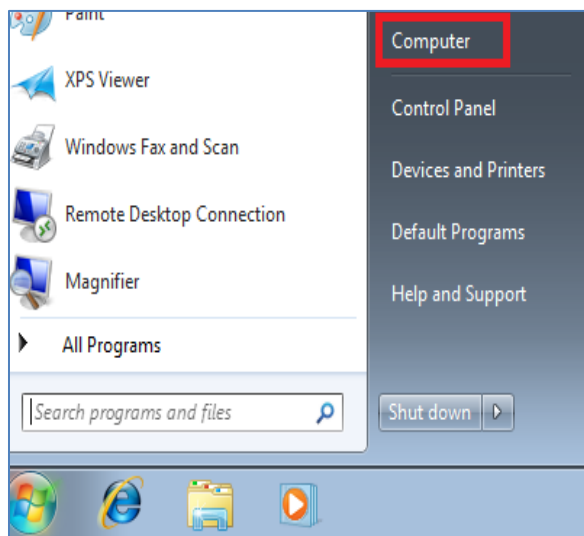 Paint
XPS Viewer
Windows Fax and Scan
Remote Desktop Connection
Magnifier
All Programs
Search programs and files
Computer
Control Panel
Devices and Printers
Default Programs
Help and Support
Shut down